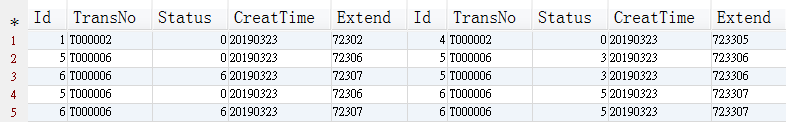 * Id TransNo Status CreatTime Extend Id TransNo Status CreatTime Extend
1 1 T000002 0 20190323 72302 4 T000002 0 20190323 723305
2 5 T000006 0 20190323 72306 5 T000006 3 20190323 723306
3 6 T000006 6 20190323 72307 5 T000006 3 20190323 723306
4 5 T000006 0 20190323 72306 6 T000006 5 20190323 723307
5 6 T000006 6 20190323 72307 6 T000006 5 20190323 723307